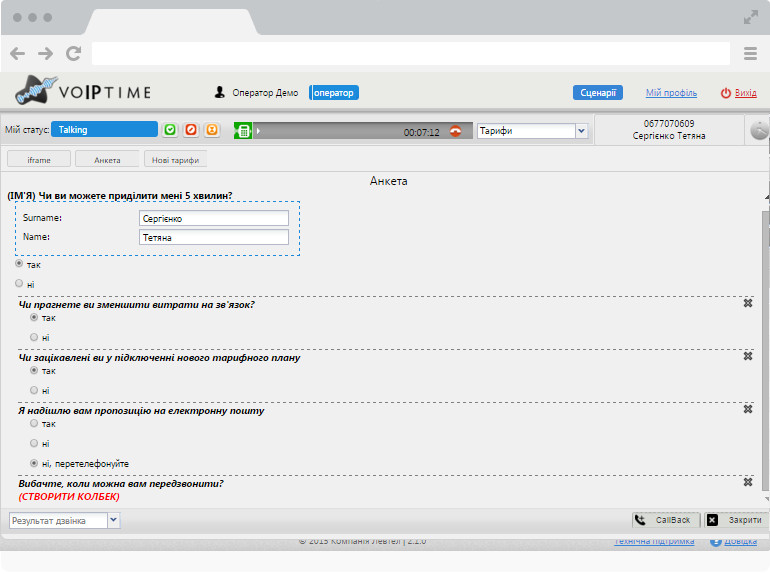 VOIPTIME
Оператор Демо
оператор
Сценарії
Мій профіль
Вихід
Мій статус:
Talking
00:07:12
Тарифи
0677070609
Сергієнко Тетяна
iframe
Анкета
Нові тарифи
Анкета
(ІМ'Я) Чи ви можете приділити мені 5 хвилин?
Surname:
Сергієнко
Name:
Тетяна
так
ні
Чи прагнете ви зменшити витрати на зв'язок?
так
ні
Чи зацікавлені ви у підключенні нового тарифного плану
так
ні
Я надішлю вам пропозицію на електронну пошту
так
ні
ні, перетелефонуйте
Вибачте, коли можна вам передзвонити?
(СТВОРИТИ КОЛБЕК)
Результат дзвінка
CallBack
Закрити
© 2015 Компанія Левтел | 2.1.0
Технічна підтримка
Довідка